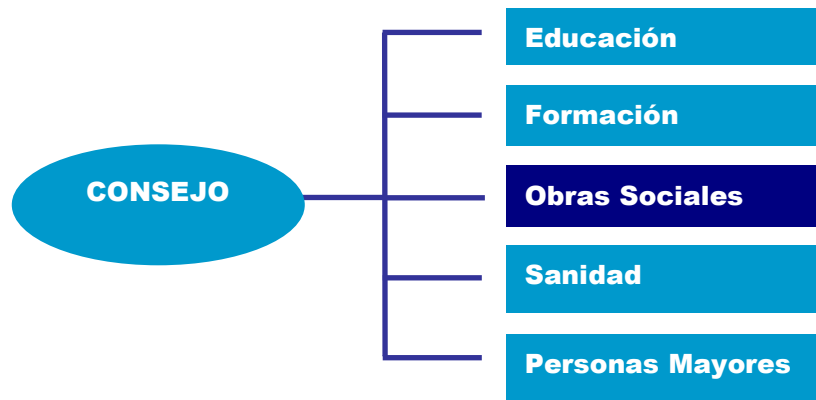 CONSEJO
Educación
Formación
Obras Sociales
Sanidad
Personas Mayores